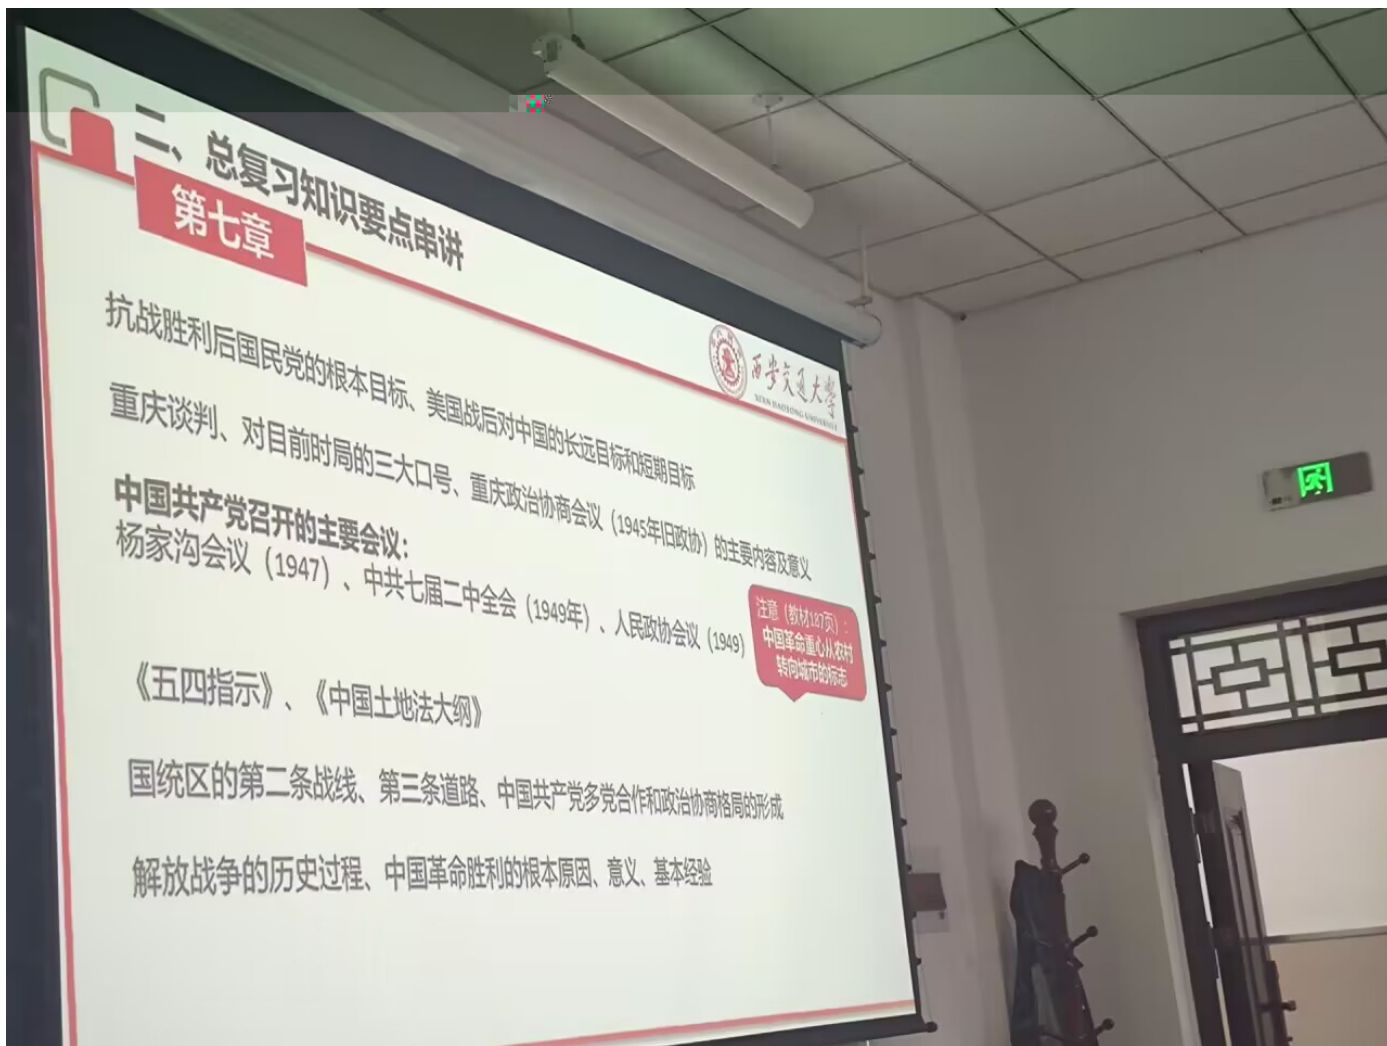 二、总复习知识要点串讲
第七章
西安交通大学
XI'AN JIAOTONG UNIVERSITY
抗战胜利后国民党的根本目标、美国战后对中国的长远目标和短期目标
重庆谈判、对目前时局的三大口号、重庆政治协商会议（1945年旧政协）的主要内容及意义
中国共产党召开的主要会议：
杨家沟会议（1947）、中共七届二中全会（1949年）、人民政协会议（1949）
注意（教材187页）：
中国革命重心从农村
转向城市的标志
《五四指示》、《中国土地法大纲》
国统区的第二条战线、第三条道路、中国共产党多党合作和政治协商格局的形成
解放战争的历史过程、中国革命胜利的根本原因、意义、基本经验